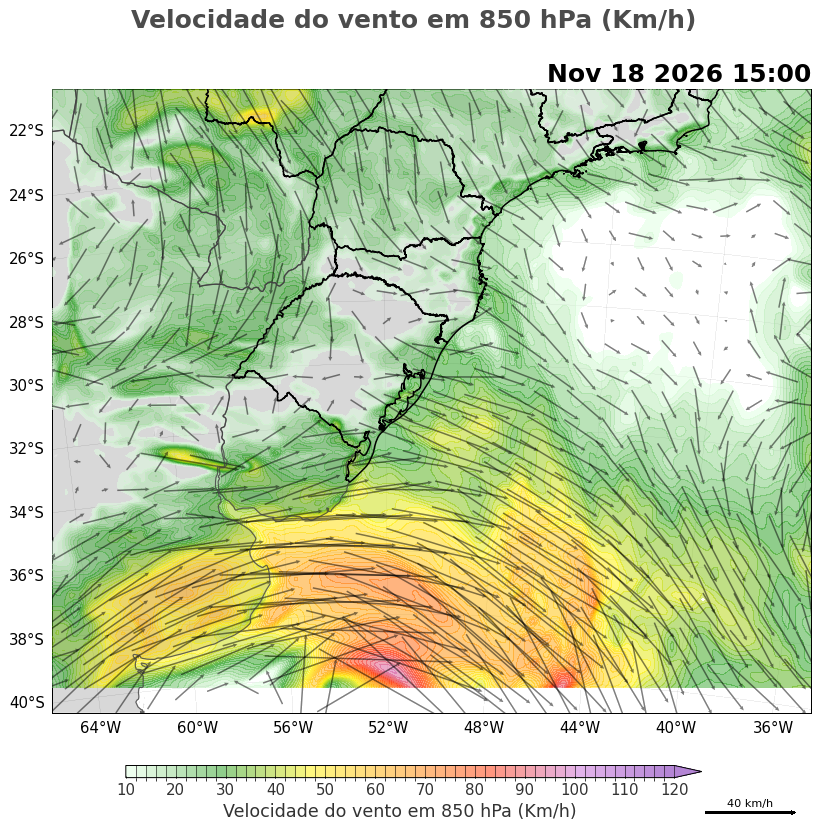 Velocidade do vento em 850 hPa (Km/h)
Nov 18 2026 15:00
22°S
24°S
26°S
28°S
30°S
32°S
34°S
36°S
38°S
40°S
64°W 60°W 56°W 52°W 48°W 44°W 40°W 36°W
10 20 30 40 50 60 70 80 90 100 110 120
Velocidade do vento em 850 hPa (Km/h)
40 km/h